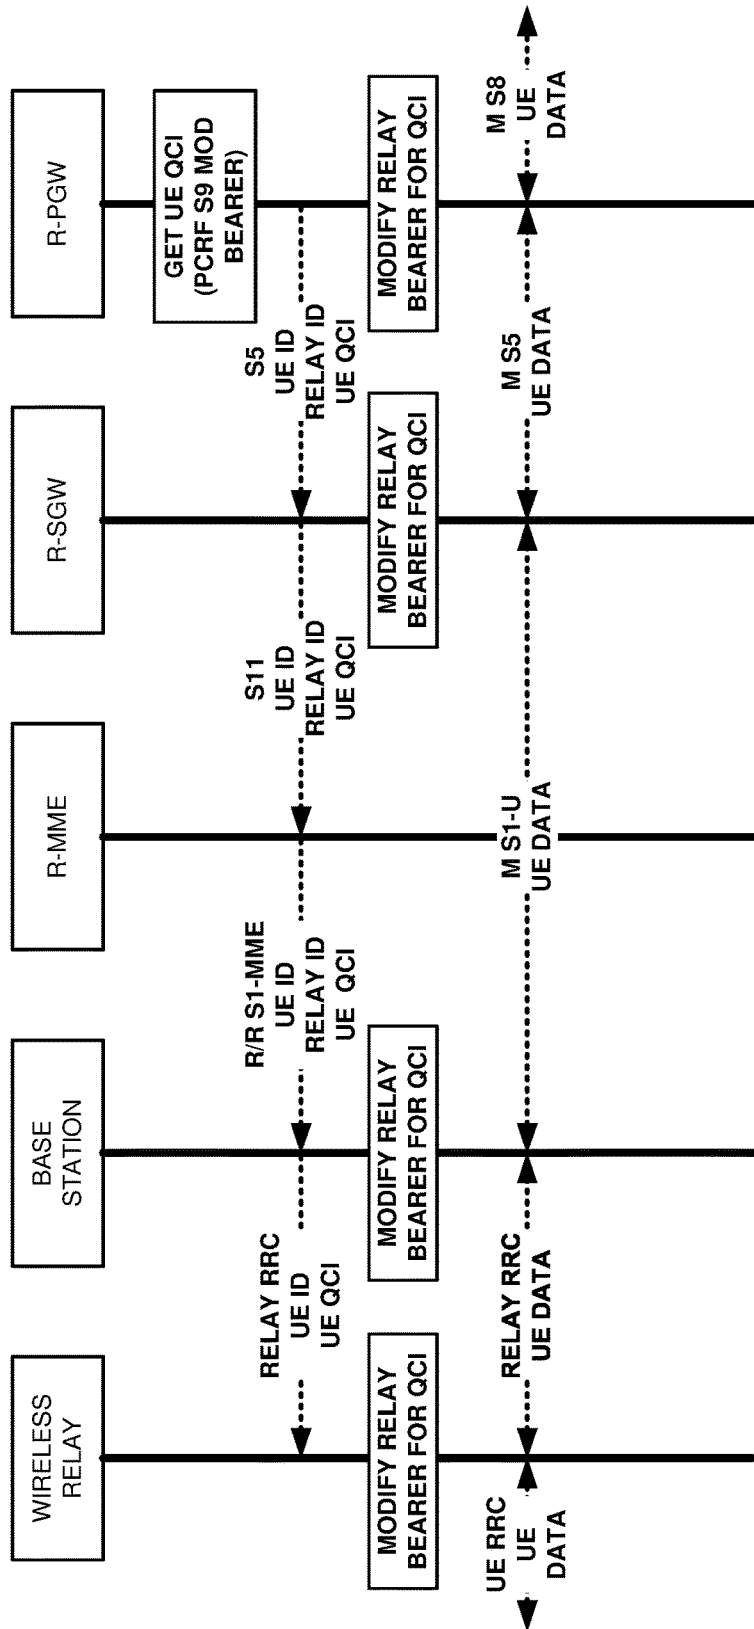 WIRELESS
RELAY
BASE
STATION
R-MME
R-SGW
R-PGW
GET UE QCI
(PCRF S9 MOD
BEARER)
S5
UE ID
RELAY ID
UE QCI
S11
UE ID
RELAY ID
UE QCI
R/R S1-MME
UE ID
RELAY ID
UE QCI
RELAY RRC
UE ID
UE QCI
MODIFY RELAY
BEARER FOR QCI
MODIFY RELAY
BEARER FOR QCI
MODIFY RELAY
BEARER FOR QCI
MODIFY RELAY
BEARER FOR QCI
UE RRC
UE
DATA
RELAY RRC
UE DATA
M S1-U
UE DATA
M S5
UE DATA
M S8
UE
DATA